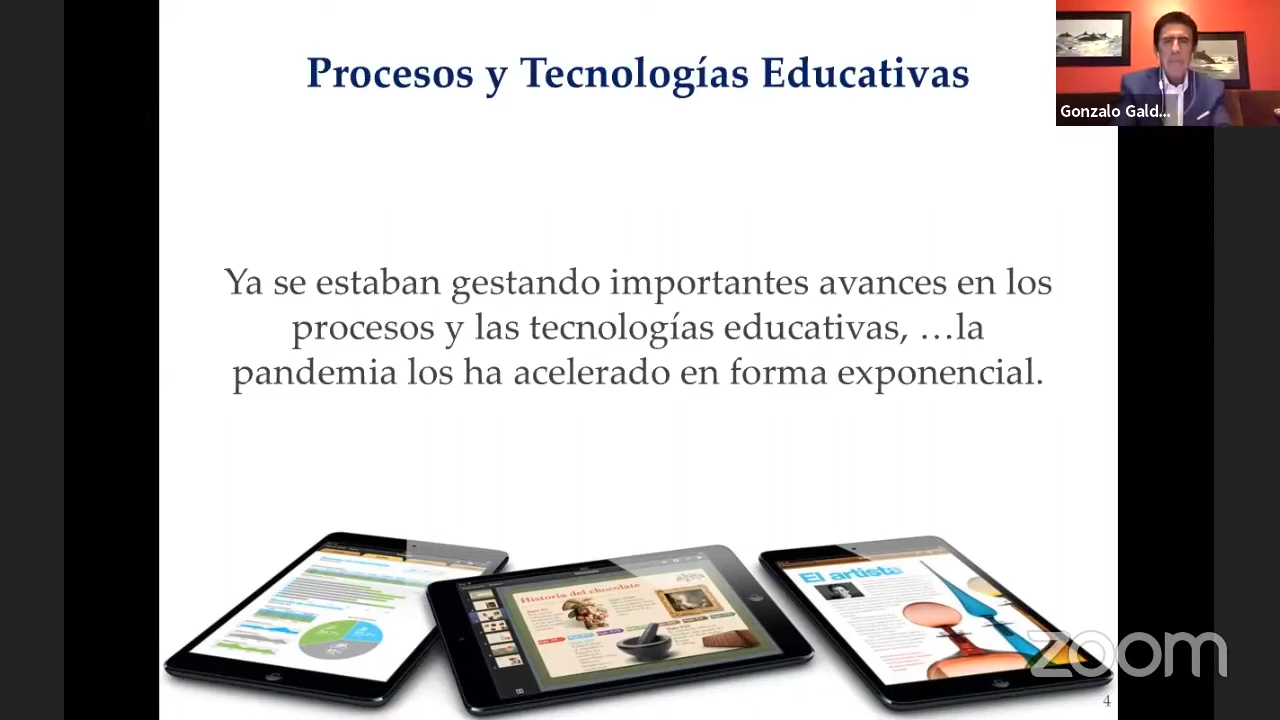 Procesos y Tecnologías Educativas
Gonzalo Gald...
Ya se estaban gestando importantes avances en los
procesos y las tecnologías educativas, …la
pandemia los ha acelerado en forma exponencial.
Historia del chocolate
El artista
zoom
4